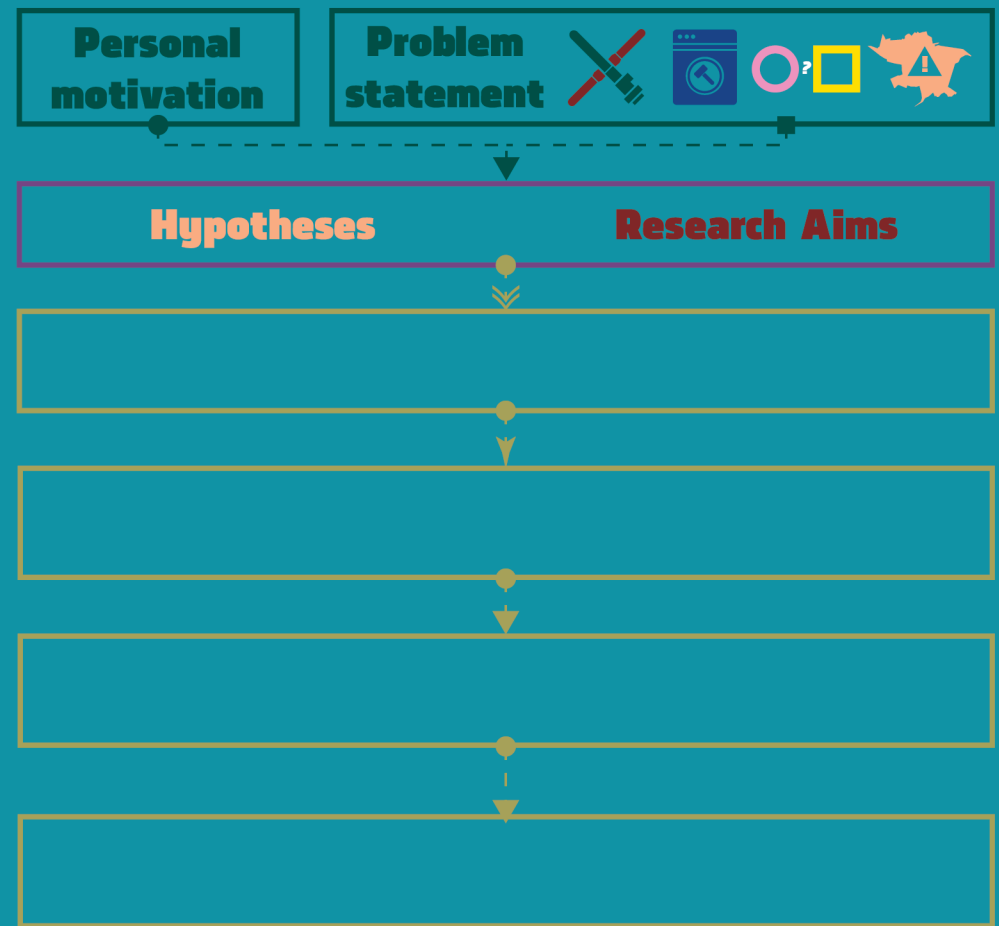 Personal
motivation
Problem
statement
?
!
Hypotheses
Research Aims